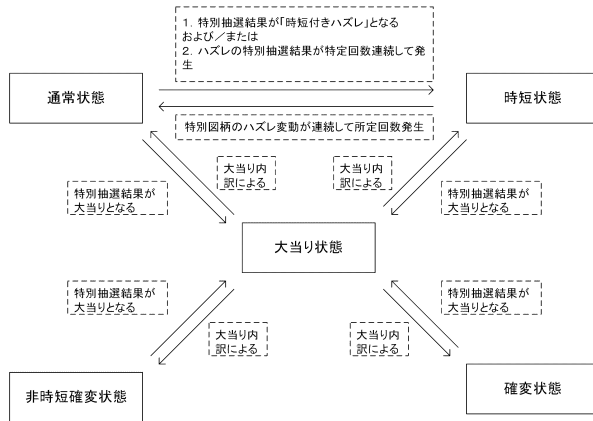 1．特別抽選結果が「時短付きハズレ」となる
および／または
2．ハズレの特別抽選結果が特定回数連続して発
生
通常状態
時短状態
特別図柄のハズレ変動が連続して所定回数発生
大当り内
訳による
大当り内
訳による
特別抽選結果が
大当りとなる
特別抽選結果が
大当りとなる
大当り状態
特別抽選結果が
大当りとなる
特別抽選結果が
大当りとなる
大当り内
訳による
大当り内
訳による
非時短確変状態
確変状態